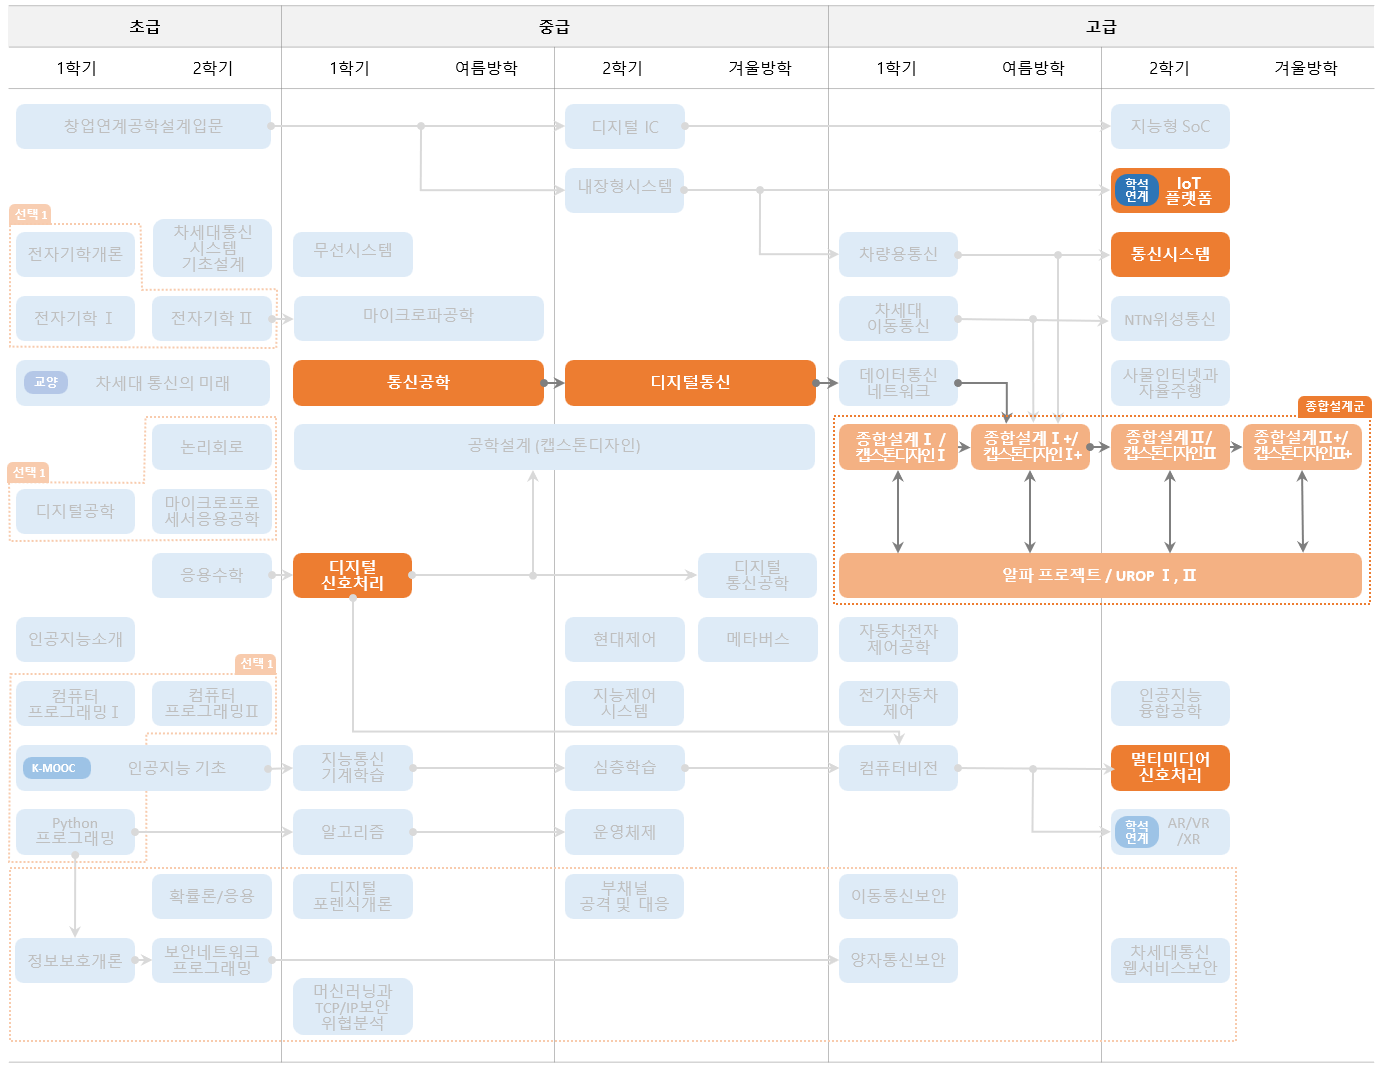 초급
중급
고급
1학기
2학기
1학기
여름방학
2학기
겨울방학
1학기
여름방학
2학기
겨울방학
창업연계공학설계입문
디지털 IC
지능형 SoC
내장형시스템
학석
연계
IoT
플랫폼
선택 1
전자기학개론
차세대통신
시스템
기초설계
무선시스템
차량용통신
통신시스템
전자기학 Ⅰ
전자기학 Ⅱ
마이크로파공학
차세대
이동통신
NTN위성통신
교양
차세대 통신의 미래
통신공학
디지털통신
데이터통신
네트워크
사물인터넷과
자율주행
종합설계군
논리회로
공학설계 (캡스톤디자인)
종합설계Ⅰ/
캡스톤디자인Ⅰ
종합설계Ⅰ+/
캡스톤디자인Ⅰ+
종합설계Ⅱ/
캡스톤디자인Ⅱ
종합설계Ⅱ+/
캡스톤디자인Ⅱ+
선택 1
디지털공학
마이크로프로
세서응용공학
응용수학
디지털
신호처리
디지털
통신공학
알파 프로젝트 / UROP Ⅰ, Ⅱ
인공지능소개
현대제어
메타버스
자동차전자
제어공학
선택 1
컴퓨터
프로그래밍Ⅰ
컴퓨터
프로그래밍Ⅱ
지능제어
시스템
전기자동차
제어
인공지능
융합공학
K-MOOC
인공지능 기초
지능통신
기계학습
심층학습
컴퓨터비전
멀티미디어
신호처리
Python
프로그래밍
알고리즘
운영체제
학석
연계
AR/VR
/XR
확률론/응용
디지털
포렌식개론
부채널
공격 및 대응
이동통신보안
정보보호개론
보안네트워크
프로그래밍
양자통신보안
차세대통신
웹서비스보안
머신러닝과
TCP/IP보안
위협분석